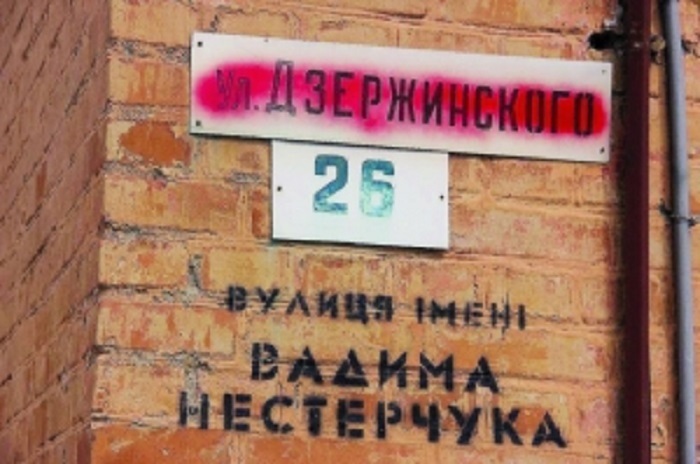 Ул. ДЗЕРЖИНСКОГО
26
ВУЛИЦЯ ІМЕНІ
ВАДИМА
НЕСТЕРЧУКА